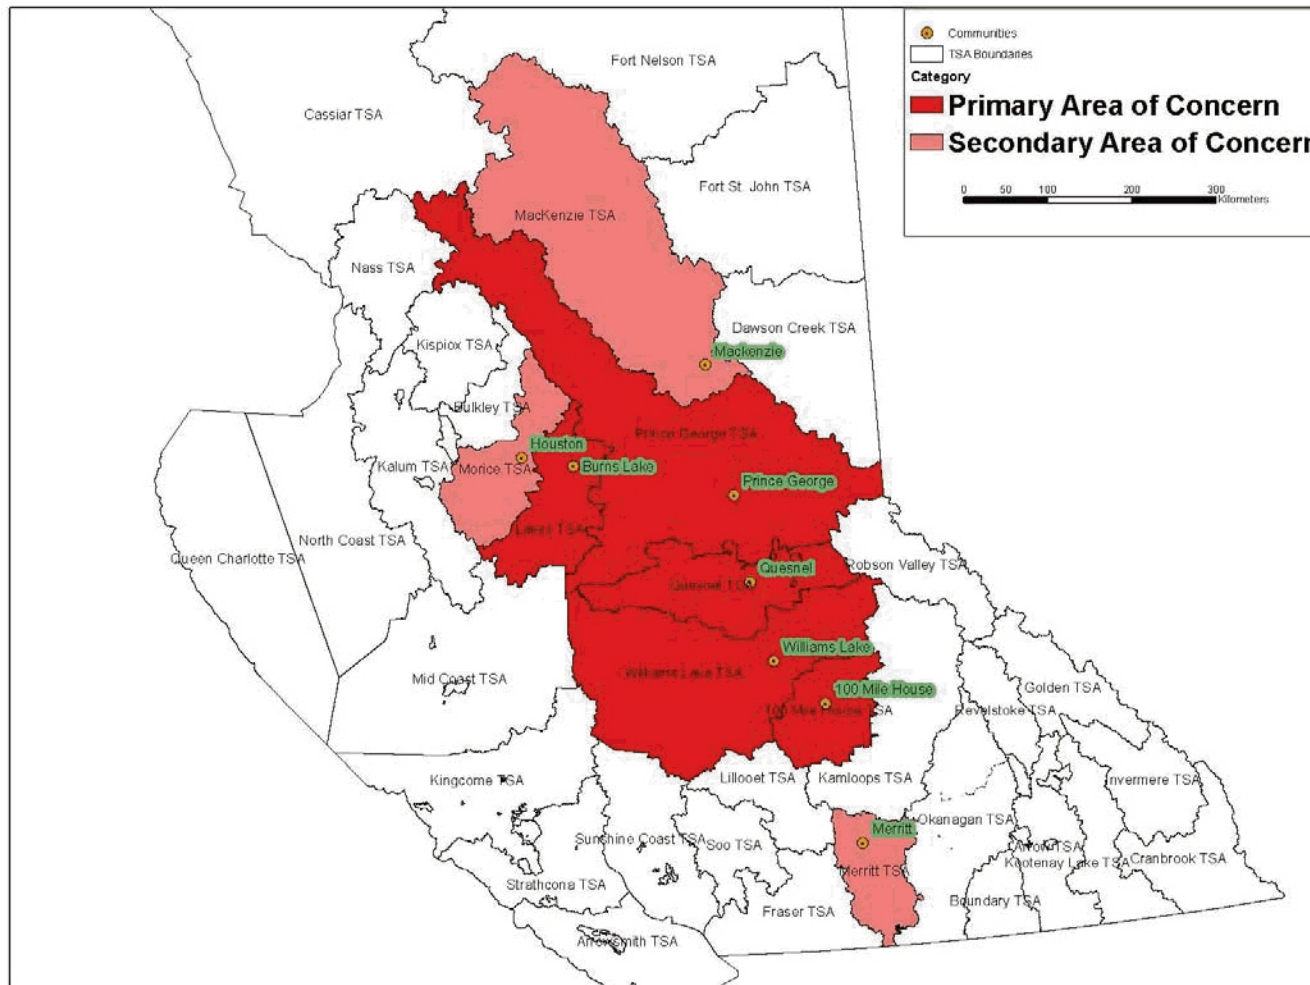 Communities
TSA Boundaries
Category
Primary Area of Concern
Secondary Area of Concern
0 50 100 200 300
Kilometers
Fort Nelson TSA
Cassiar TSA
Fort St. John TSA
MacKenzie TSA
Nass TSA
Dawson Creek TSA
Kispiox TSA
Mackenzie
Bulkley TSA
Prince George TSA
Houston
Kalum TSA
Morice TSA
Burns Lake
Prince George
Lakes TSA
North Coast TSA
Queen Charlotte TSA
Quesnel
Robson Valley TSA
Quesnel TSA
Williams Lake
Williams Lake TSA
Mid Coast TSA
Golden TSA
100 Mile House
100 Mile House TSA
Revelstoke TSA
Kingcome TSA
Lillooet TSA
Kamloops TSA
Invermere TSA
Okanagan TSA
Merritt
Sunshine Coast TSA
Soo TSA
Arrow TSA
Kootenay Lake TSA
Cranbrook TSA
Merritt TSA
Strathcona TSA
Fraser TSA
Boundary TSA
Arrowsmith TSA